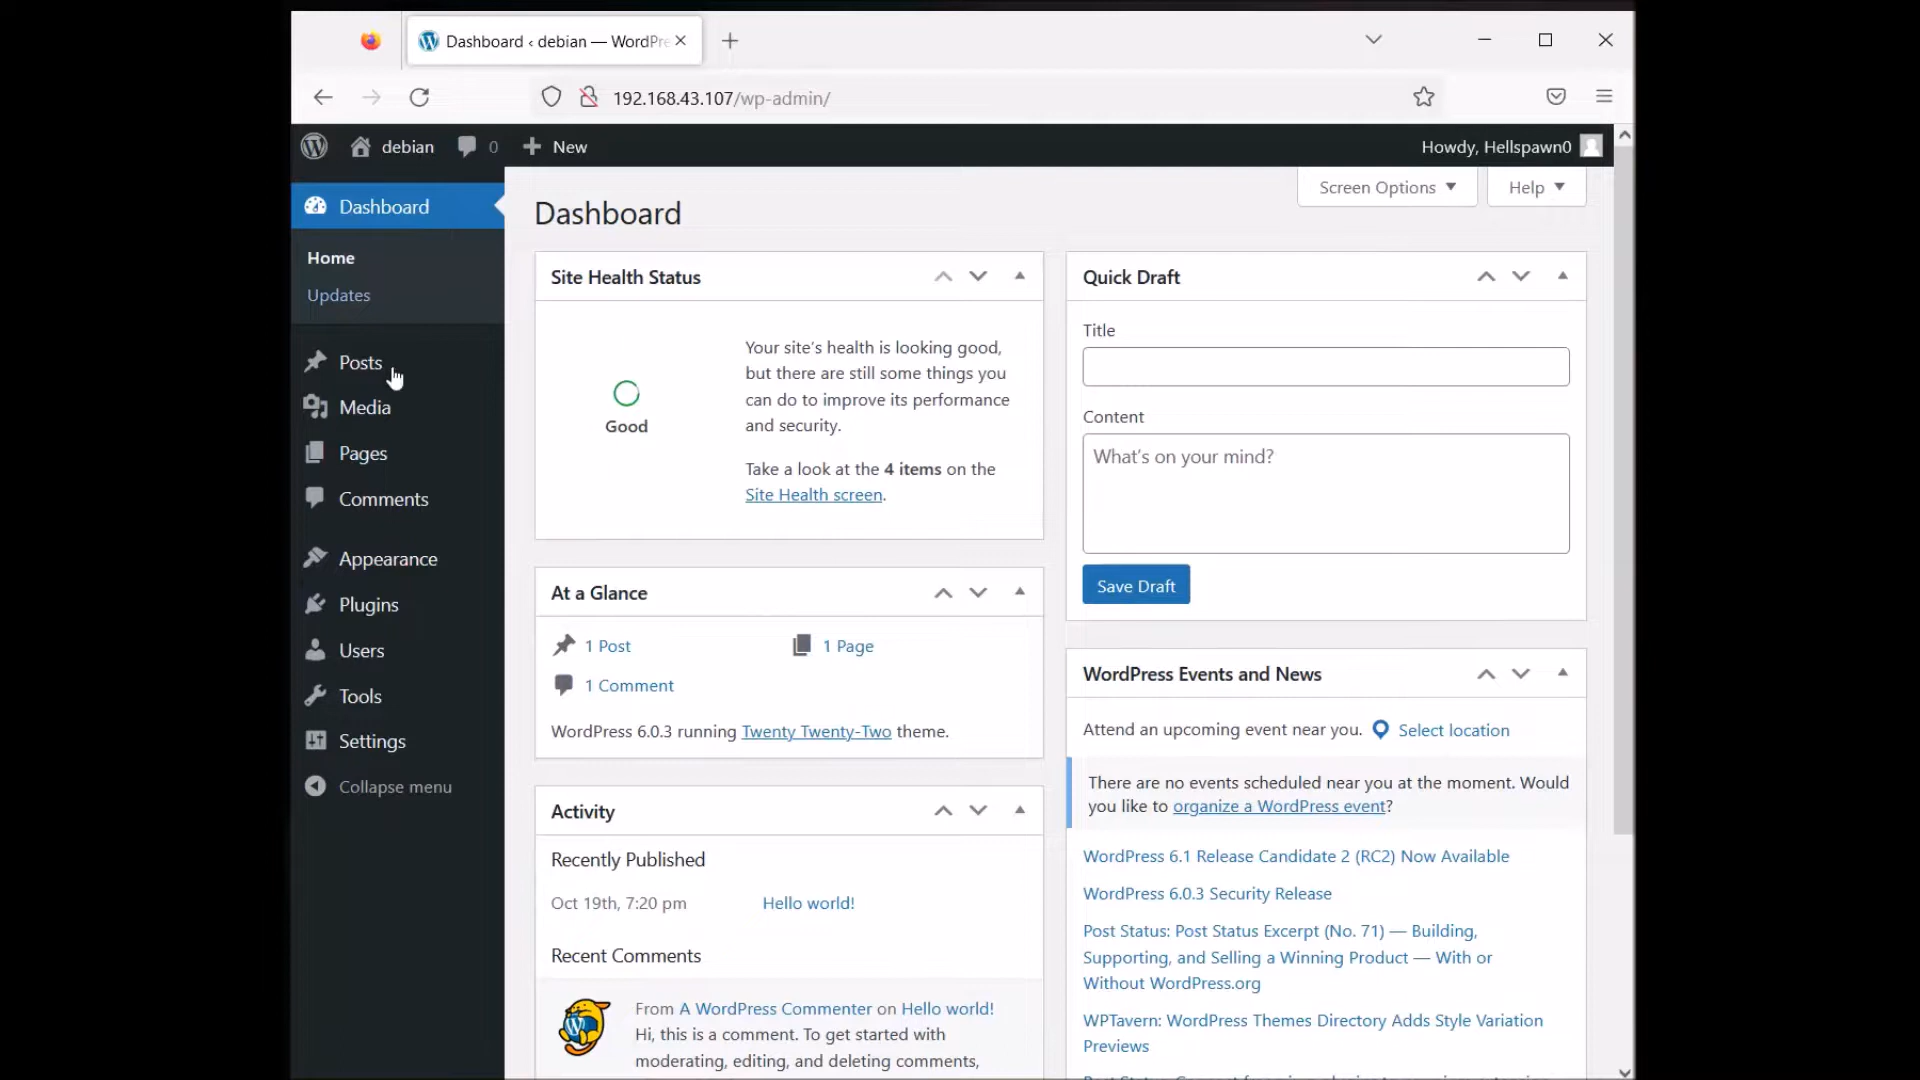 Dashboard ‹ debian — WordPre
192.168.43.107/wp-admin/
debian
0
New
Howdy, Hellspawn0
Screen Options
Help
Dashboard
Home
Updates
Posts
Media
Pages
Comments
Appearance
Plugins
Users
Tools
Settings
Collapse menu
Dashboard
Site Health Status
Good
Your site’s health is looking good,
but there are still some things you
can do to improve its performance
and security.
Take a look at the 4 items on the
Site Health screen.
At a Glance
1 Post
1 Page
1 Comment
WordPress 6.0.3 running Twenty Twenty-Two theme.
Activity
Recently Published
Oct 19th, 7:20 pm
Hello world!
Recent Comments
From A WordPress Commenter on Hello world!
Hi, this is a comment. To get started with
moderating, editing, and deleting comments,
Quick Draft
Title
Content
What’s on your mind?
Save Draft
WordPress Events and News
Attend an upcoming event near you.
Select location
There are no events scheduled near you at the moment. Would
you like to organize a WordPress event?
WordPress 6.1 Release Candidate 2 (RC2) Now Available
WordPress 6.0.3 Security Release
Post Status: Post Status Excerpt (No. 71) — Building,
Supporting, and Selling a Winning Product — With or
Without WordPress.org
WPTavern: WordPress Themes Directory Adds Style Variation
Previews